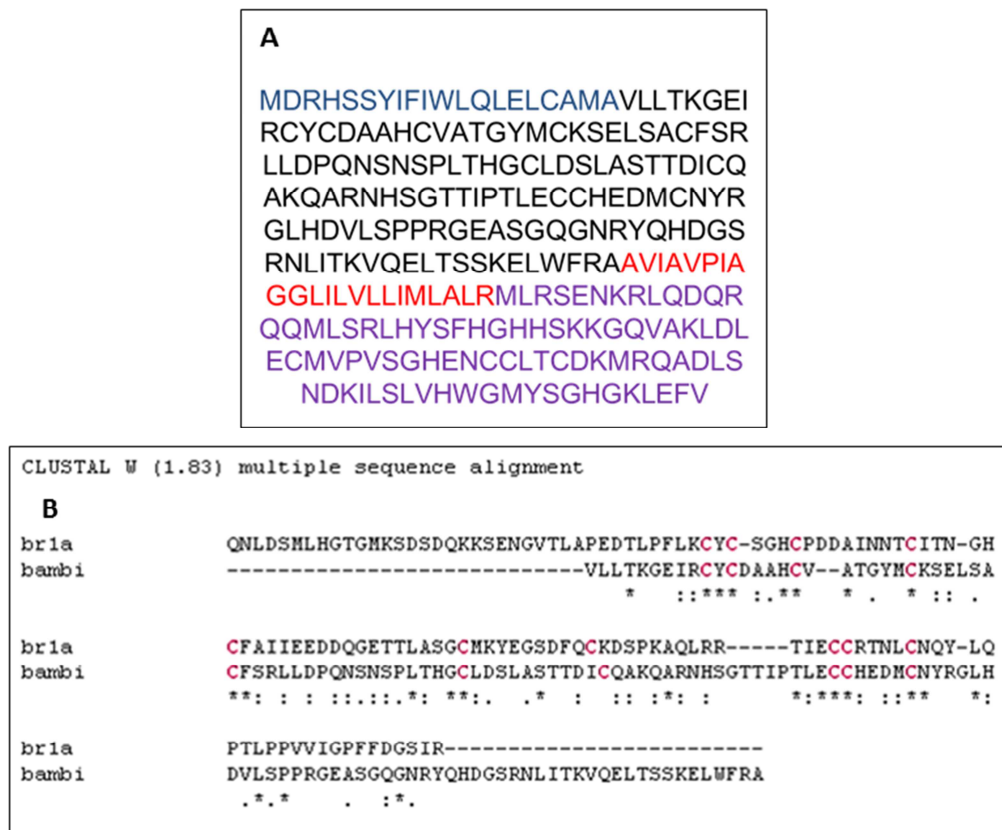 A
MDRHSSYIFIWLQLELCAMAVLLTKGEI
RCYCDAAHCVATGYMCKSELSACFSR
LLDPQNSNSPLTHGCLDSLASTTDICQ
AKQARNHSGTTIPTLECCHEDMCNYR
GLHDVLSPPRGEASGQGNRYQHDGS
RNLITKVQELTSSKELWFRAAVIAVPIA
GGLILVLLIMLALRMLRSENKRLQDQR
QQMLSRLHYSFHGHHSKKGQVAKLDL
ECMVPVSGHENCCLTCDKMRQADLS
NDKILSLVHWGMYSGHGKLEFV
CLUSTAL W (1.83) multiple sequence alignment
B
br1a QNLDSMLHGTGMKSDSDQKKSENGVTLAPEDTLPFLKCYC-SGHCPDDAINNTCITN-GH
bambi ------------------------------VLLTKGEIRCYCDAAHCV--ATGYMCKSELSA
* ::*** :.** * . * :: .
br1a CFAIIEEDDQGETTLASGCMKYEGSDFQCKDSPKAQLRR-----TIECCRTNLCNQY-LQ
bambi CFSRLLDPQNSNSPLTHGCLDSLASTTDICQAKQARNHSGTTIPTLECCHEDMCNYRGLH
**: : : ::.:.* **:. .* : :: :*: : *:***: ::** *:
br1a PTLPPVVIGPFFDGSIR--------------------------
bambi DVLSPPRGEASGQGNRYQHDGSRNLITKVQELTSSKELWFRA
.*.* . :*.